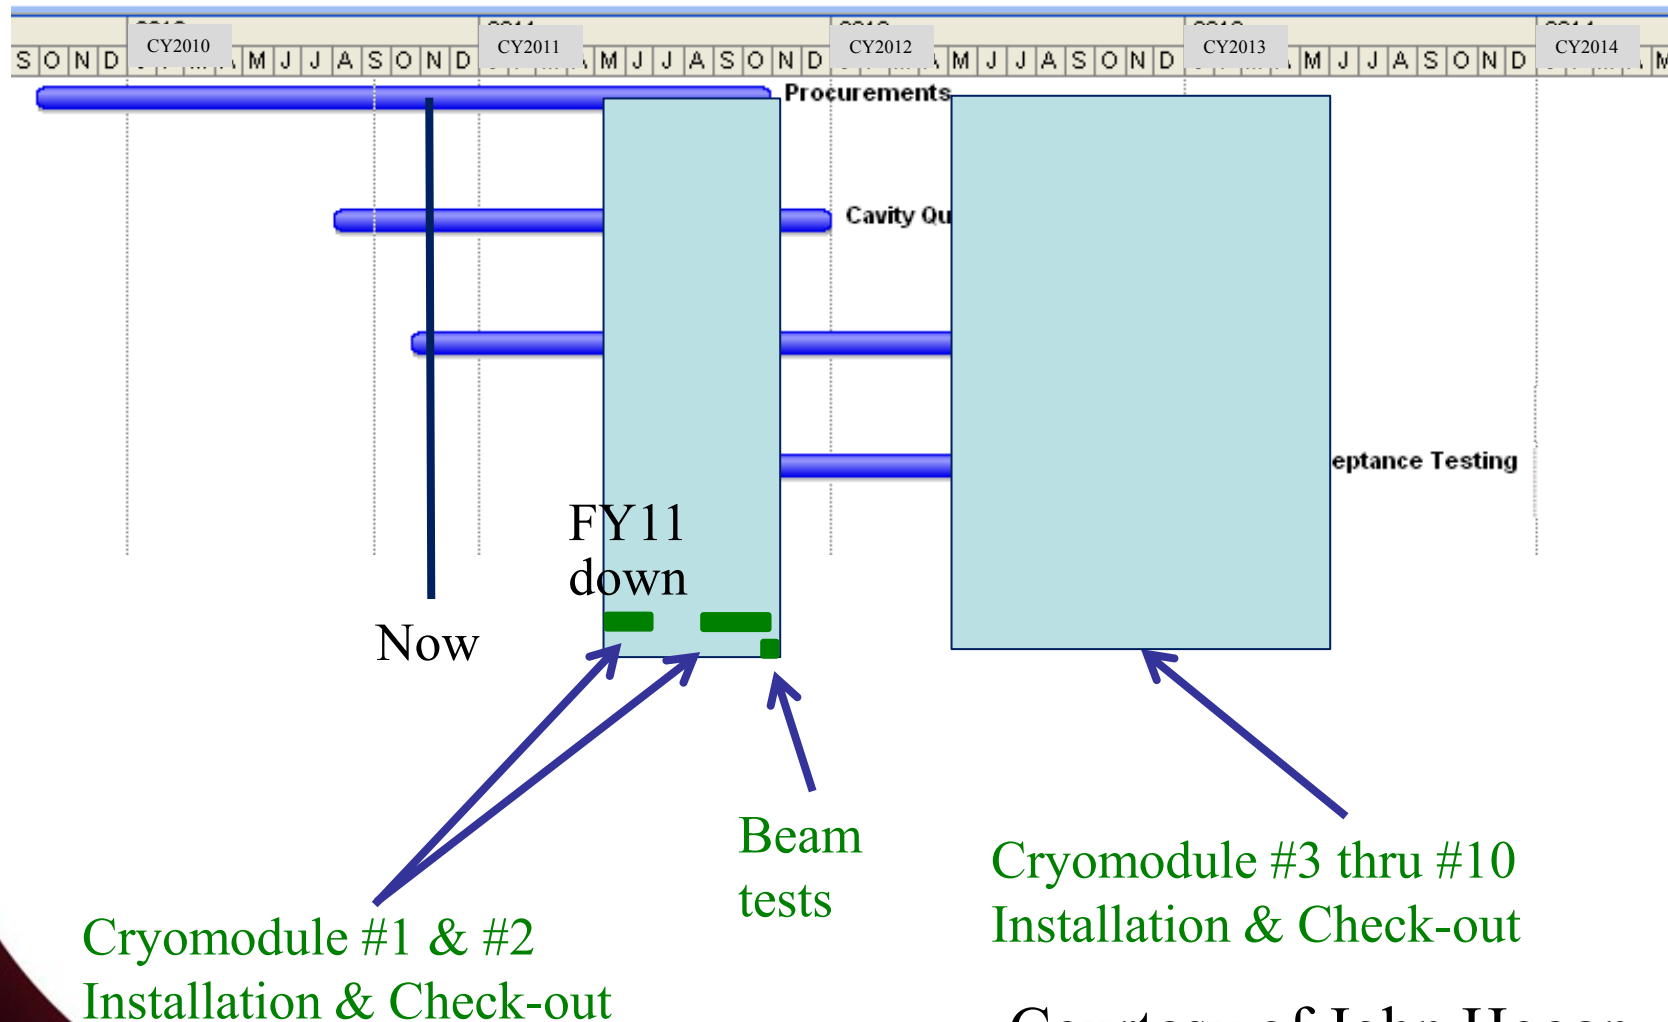 CY2010 CY2011 CY2012 CY2013 CY2014
S O N D M J J A S O N D M J J A S O N D M J J A S O N D M J J A S O N D
Procurements
Cavity Qu
eptance Testing
FY11
down
Now
Beam
tests
Cryomodule #3 thru #10
Installation & Check-out
Cryomodule #1 & #2
Installation & Check-out